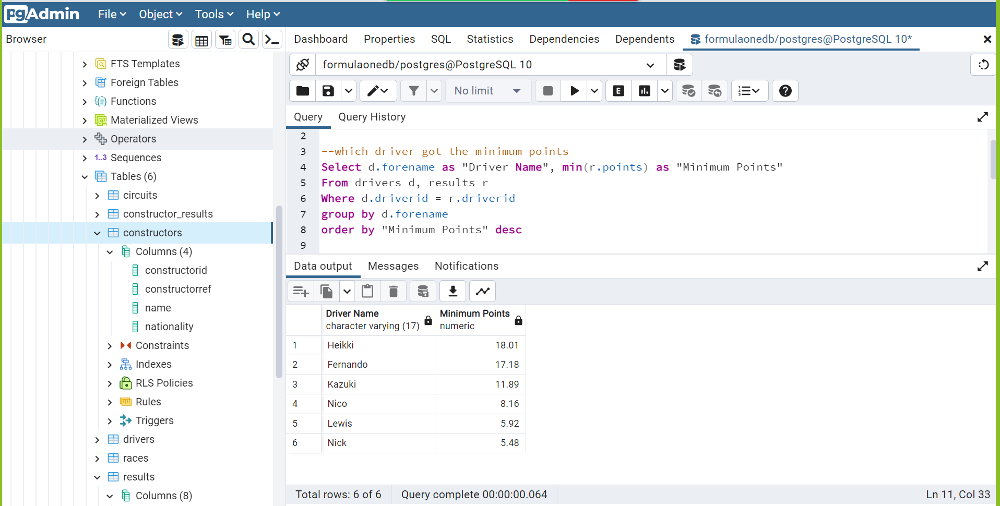 pgAdmin
File Object Tools Help
Browser
Dashboard Properties SQL Statistics Dependencies Dependents formulaonedb/postgres@PostgreSQL 10*
formulaonedb/postgres@PostgreSQL 10
No limit
E
Query Query History
FTS Templates
Foreign Tables
Functions
Materialized Views
Operators
1..3 Sequences
Tables (6)
circuits
constructor_results
constructors
Columns (4)
constructorid
constructorref
name
nationality
Constraints
Indexes
RLS Policies
Rules
Triggers
drivers
races
results
Columns (8)
2
3 --which driver got the minimum points
4 Select d.forename as "Driver Name", min(r.points) as "Minimum Points"
5 From drivers d, results r
6 Where d.driverid = r.driverid
7 group by d.forename
8 order by "Minimum Points" desc
9
Data output Messages Notifications
Driver Name Minimum Points
character varying (17) numeric
1 Heikki 18.01
2 Fernando 17.18
3 Kazuki 11.89
4 Nico 8.16
5 Lewis 5.92
6 Nick 5.48
Total rows: 6 of 6 Query complete 00:00:00.064 Ln 11, Col 33